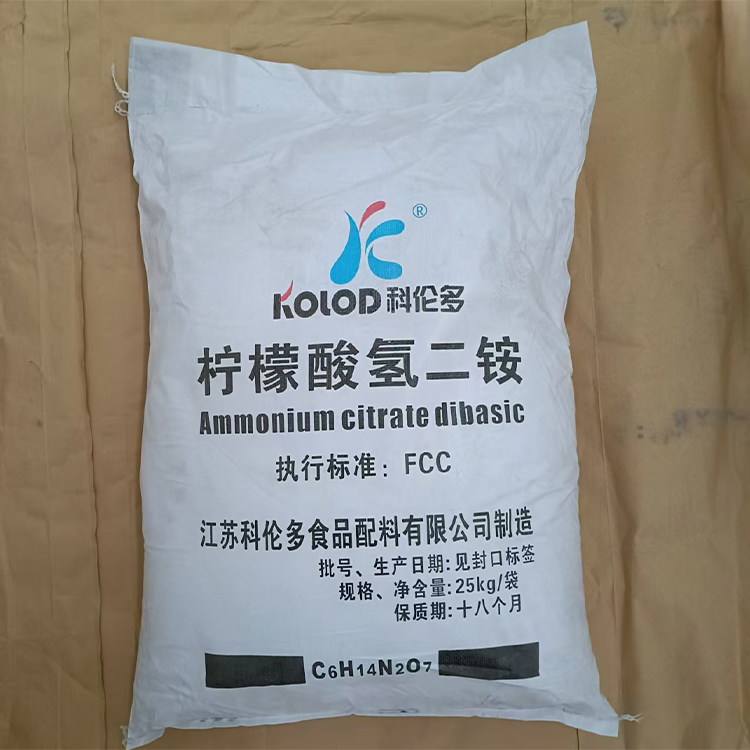 ®
KOLOD科伦多
柠檬酸氢二铵
Ammonium citrate dibasic
执行标准：FCC
江苏科伦多食品配料有限公司制造
批号、生产日期:见封口标签
规格、净含量:25kg/袋
保质期:十八个月
C6H14N2O7